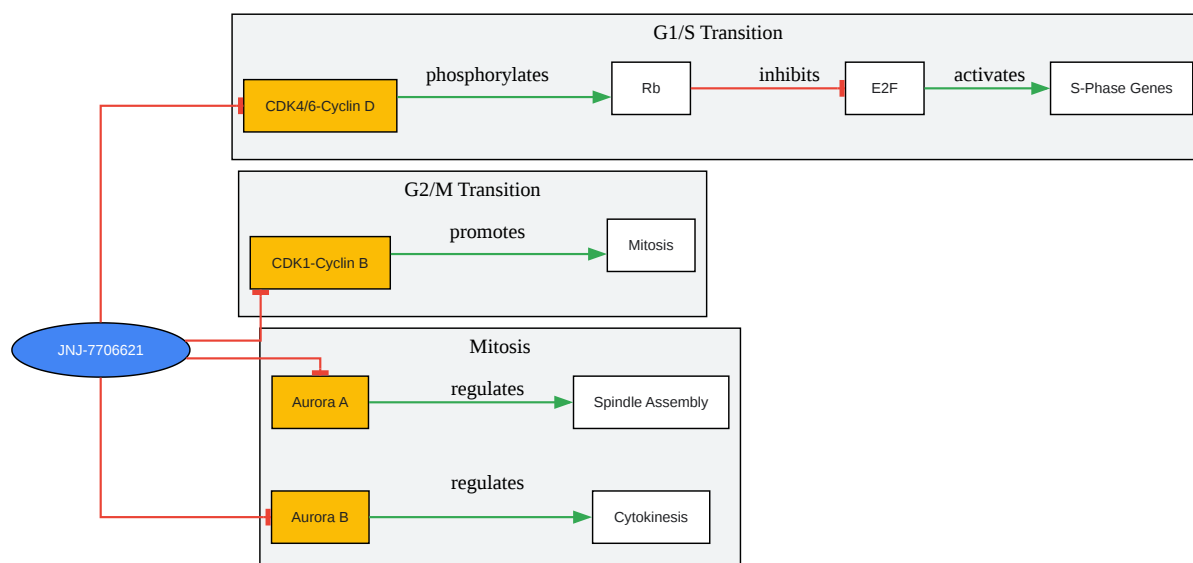 G1/S Transition
CDK4/6-Cyclin D
phosphorylates
Rb
inhibits
E2F
activates
S-Phase Genes
G2/M Transition
CDK1-Cyclin B
promotes
Mitosis
JNJ-7706621
Mitosis
Aurora A
regulates
Spindle Assembly
Aurora B
regulates
Cytokinesis